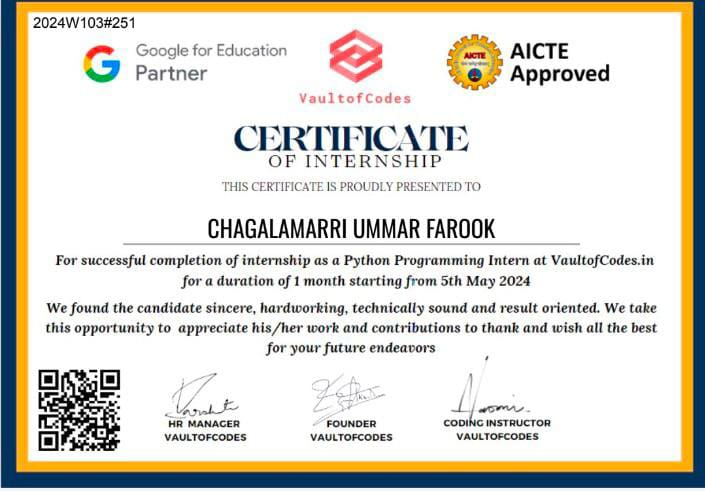 2024W103#251
Google for Education
Partner
VaultofCodes
AICTE
AICTE
Approved
CERTIFICATE
OF INTERNSHIP
THIS CERTIFICATE IS PROUDLY PRESENTED TO
CHAGALAMARRI UMMAR FAROOK
For successful completion of internship as a Python Programming Intern at VaultofCodes.in
for a duration of 1 month starting from 5th May 2024
We found the candidate sincere, hardworking, technically sound and result oriented. We take
this opportunity to appreciate his/her work and contributions to thank and wish all the best
for your future endeavors
HR MANAGER
VAULTOFCODES
FOUNDER
VAULTOFCODES
CODING INSTRUCTOR
VAULTOFCODES